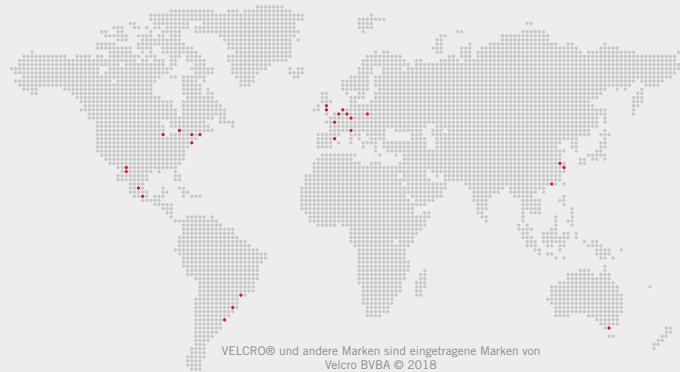 VELCRO® und andere Marken sind eingetragene Marken von
Velcro BVBA © 2018